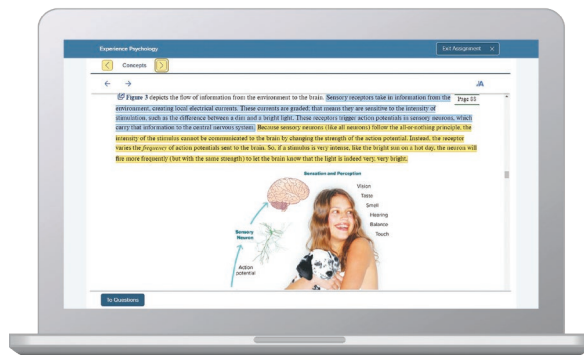 Experience Psychology
Exit Assignment X
Concepts
Figure 3 depicts the flow of information from the environment to the brain. Sensory receptors take in information from the
Page 83
environment, creating local electrical currents. These currents are graded; that means they are sensitive to the intensity of
stimulation, such as the difference between a dim and a bright light. These receptors trigger action potentials in sensory neurons, which
carry that information to the central nervous system. Because sensory neurons (like all neurons) follow the all-or-nothing principle, the
intensity of the stimulus cannot be communicated to the brain by changing the strength of the action potential. Instead, the receptor
varies the frequency of action potentials sent to the brain. So, if a stimulus is very intense, like the bright sun on a hot day, the neuron will
fire more frequently (but with the same strength) to let the brain know that the light is indeed very, very bright.
Sensation and Perception
Vision
Taste
Smell
Hearing
Balance
Touch
Sensory
Neuron
Action
potential
To Questions